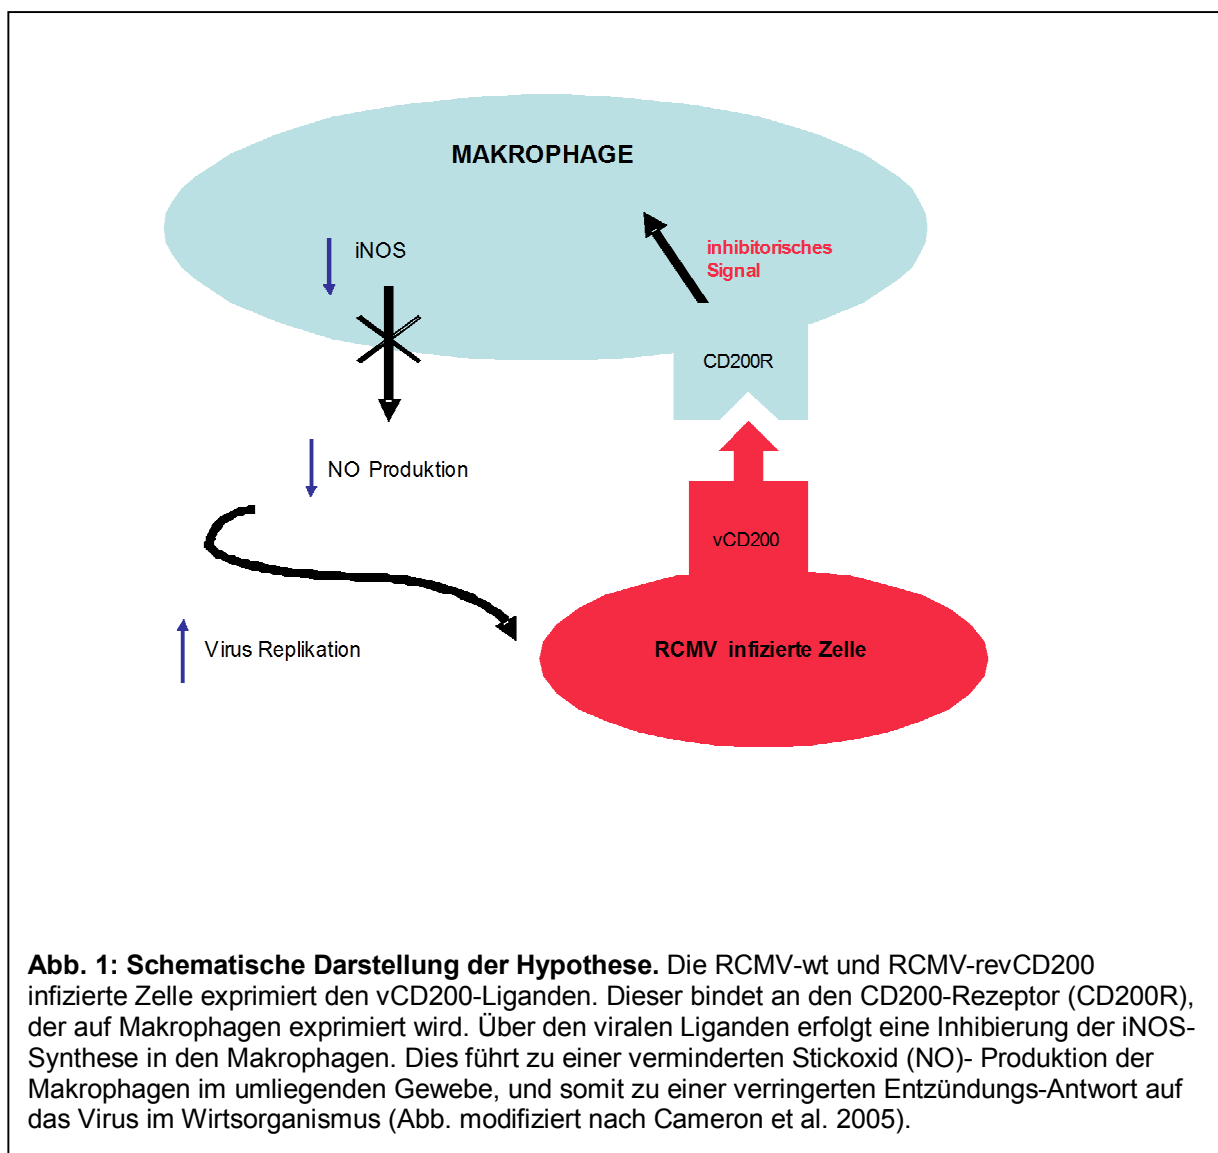 MAKROPHAGE
iNOS
inhibitorisches
Signal
CD200R
NO Produktion
vCD200
Virus Replikation
RCMV infizierte Zelle
Abb. 1: Schematische Darstellung der Hypothese. Die RCMV-wt und RCMV-revCD200
infizierte Zelle exprimiert den vCD200-Liganden. Dieser bindet an den CD200-Rezeptor (CD200R),
der auf Makrophagen exprimiert wird. Über den viralen Liganden erfolgt eine Inhibierung der iNOS-
Synthese in den Makrophagen. Dies führt zu einer verminderten Stickoxid (NO)- Produktion der
Makrophagen im umliegenden Gewebe, und somit zu einer verringerten Entzündungs-Antwort auf
das Virus im Wirtsorganismus (Abb. modifiziert nach Cameron et al. 2005).